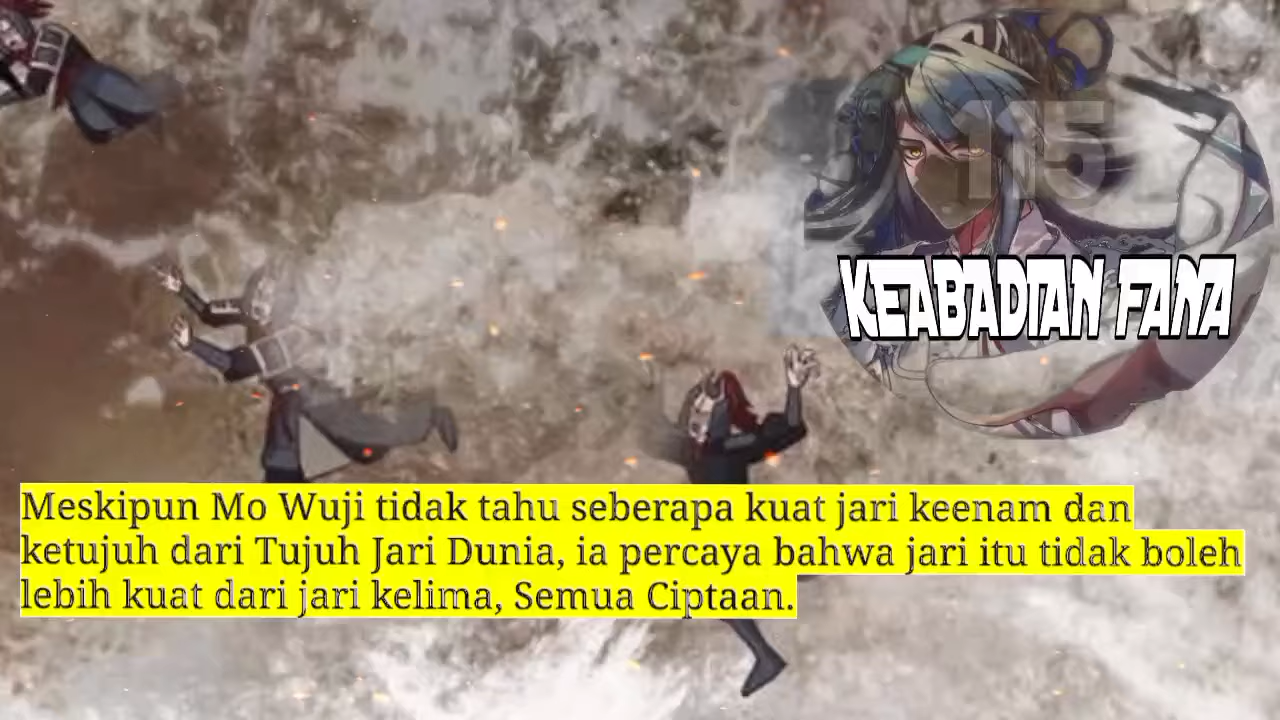 115
KEABADIAN FANA
Meskipun Mo Wuji tidak tahu seberapa kuat jari keenam dan
ketujuh dari Tujuh Jari Dunia, ia percaya bahwa jari itu tidak boleh
lebih kuat dari jari kelima, Semua Ciptaan.